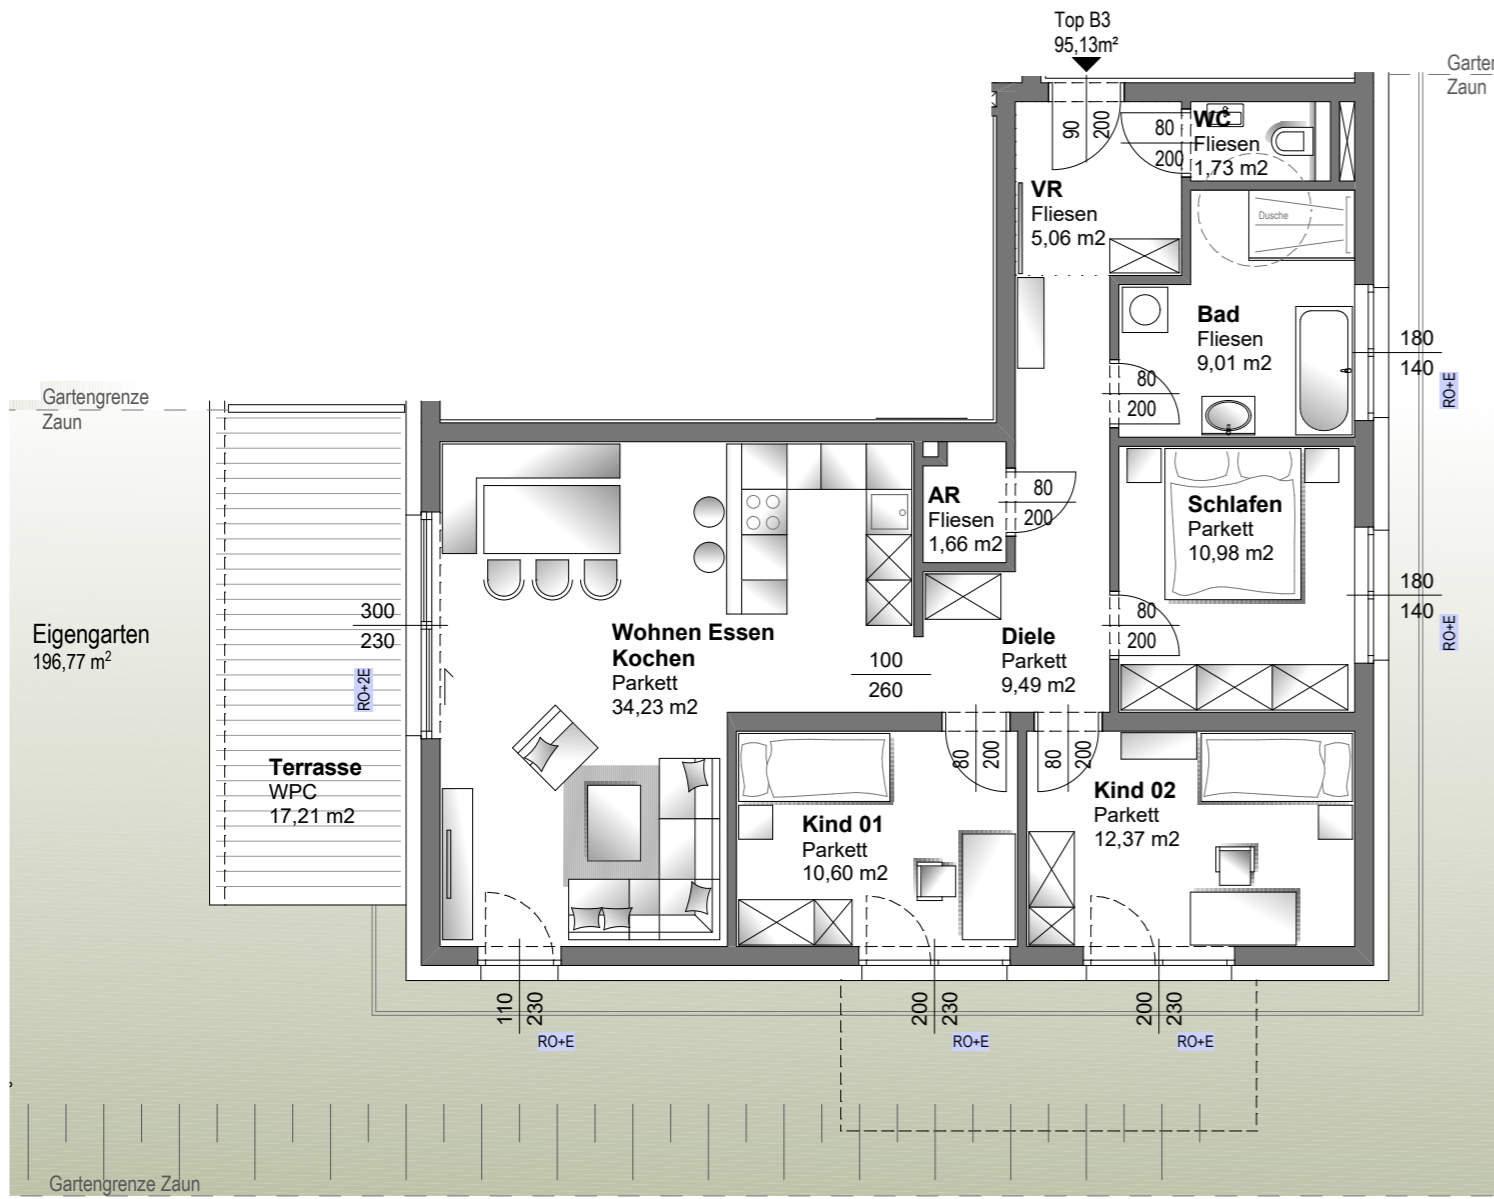 Top B3
95,13m²
Garter
Zaun
90
200
80
200
WC
Fliesen
1,73 m2
VR
Fliesen
5,06 m2
Dusche
Bad
Fliesen
9,01 m2
180
140
RO+E
80
200
Gartengrenze
Zaun
AR
Fliesen
1,66 m2
80
200
Schlafen
Parkett
10,98 m2
180
140
RO+E
80
200
Eigengarten
196,77 m²
300
230
RO+2E
Wohnen Essen
Kochen
Parkett
34,23 m2
100
260
Diele
Parkett
9,49 m2
Terrasse
WPC
17,21 m2
80
200
80
200
Kind 01
Parkett
10,60 m2
Kind 02
Parkett
12,37 m2
110
230
RO+E
200
230
RO+E
200
230
RO+E
Gartengrenze Zaun